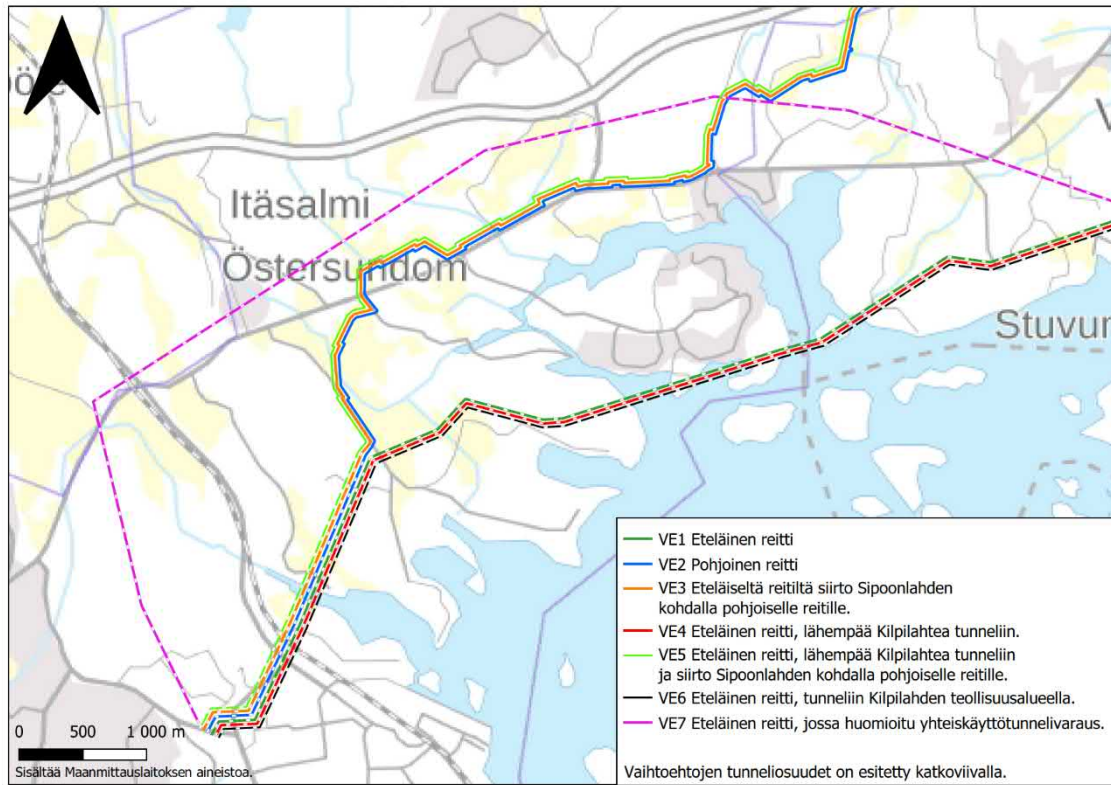 Itäsalmi
Östersundom
Stuvur
VE1 Eteläinen reitti
VE2 Pohjoinen reitti
VE3 Eteläiseltä reitiltä siirto Sipoonlahden
kohdalla pohjoiselle reitille.
VE4 Eteläinen reitti, lähempää Kilpilahtea tunneliin.
VE5 Eteläinen reitti, lähempää Kilpilahtea tunneliin
ja siirto Sipoonlahden kohdalla pohjoiselle reitille.
VE6 Eteläinen reitti, tunneliin Kilpilahden teollisuusalueella.
VE7 Eteläinen reitti, jossa huomioitu yhteiskäyttötunnelivaraus.
Vaihtoehtojen tunneliosuudet on esitetty katkoviivalla.
0 500 1 000 m
Sisältää Maanmittauslaitoksen aineistoa.